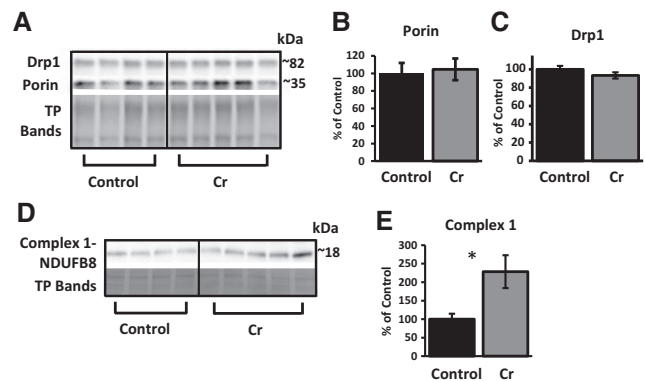 A
kDa
Drp1
~82
Porin
~35
TP
Bands
Control
Cr
B
Porin
% of Control
120
100
80
60
40
20
0
Control
Cr
C
Drp1
% of Control
100
80
60
40
20
0
Control
Cr
D
kDa
Complex 1-
NDUFB8
~18
TP Bands
Control
Cr
E
Complex 1
% of Control
300
250
200
150
100
50
0
*
Control
Cr